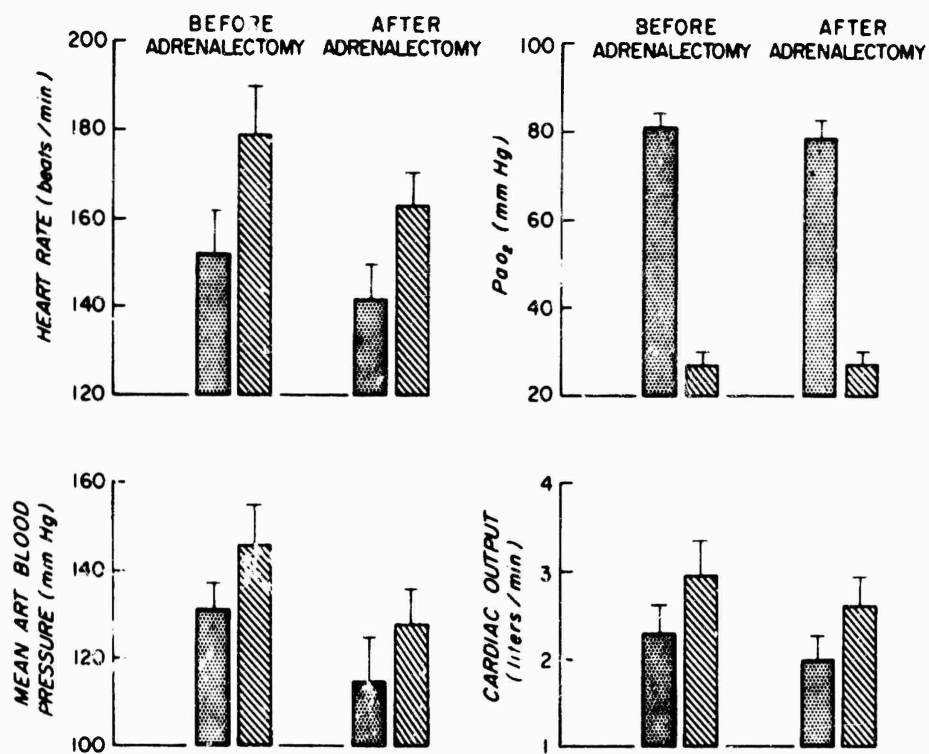 BEFORE
ADRENALECTOMY
AFTER
ADRENALECTOMY
200
180
160
140
120
HEART RATE (beats/min)
BEFORE
ADRENALECTOMY
AFTER
ADRENALECTOMY
100
80
60
40
20
PaO₂ (mm Hg)
160
140
120
100
MEAN ART BLOOD
PRESSURE (mm Hg)
4
3
2
1
CARDIAC OUTPUT
(liters/min)